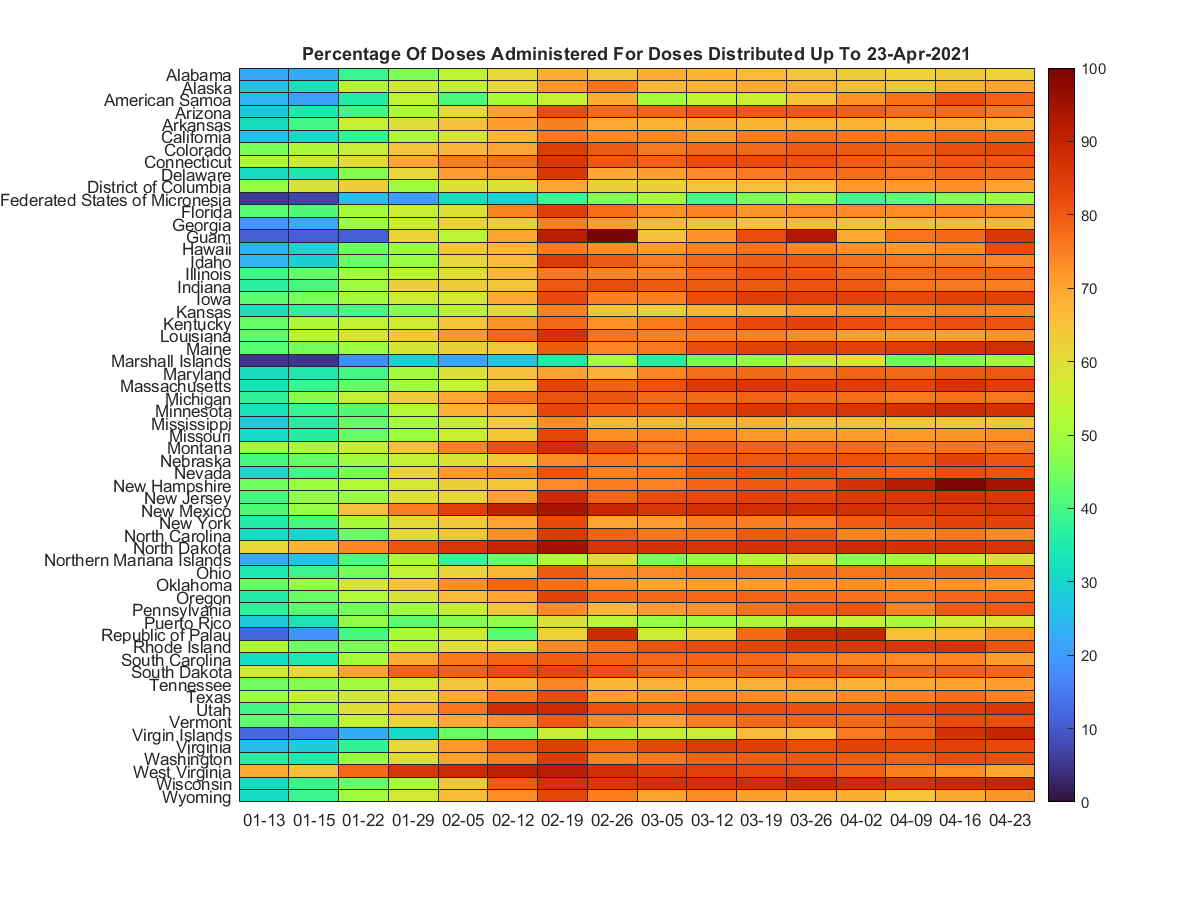 Percentage Of Doses Administered For Doses Distributed Up To 23-Apr-2021
Alabama
Alaska
American Samoa
Arizona
Arkansas
California
Colorado
Connecticut
Delaware
District of Columbia
Federated States of Micronesia
Florida
Georgia
Guam
Hawaii
Idaho
Illinois
Indiana
Iowa
Kansas
Kentucky
Louisiana
Maine
Marshall Islands
Maryland
Massachusetts
Michigan
Minnesota
Mississippi
Missouri
Montana
Nebraska
Nevada
New Hampshire
New Jersey
New Mexico
New York
North Carolina
North Dakota
Northern Mariana Islands
Ohio
Oklahoma
Oregon
Pennsylvania
Puerto Rico
Republic of Palau
Rhode Island
South Carolina
South Dakota
Tennessee
Texas
Utah
Vermont
Virgin Islands
Virginia
Washington
West Virginia
Wisconsin
Wyoming
01-13 01-15 01-22 01-29 02-05 02-12 02-19 02-26 03-05 03-12 03-19 03-26 04-02 04-09 04-16 04-23
100
90
80
70
60
50
40
30
20
10
0